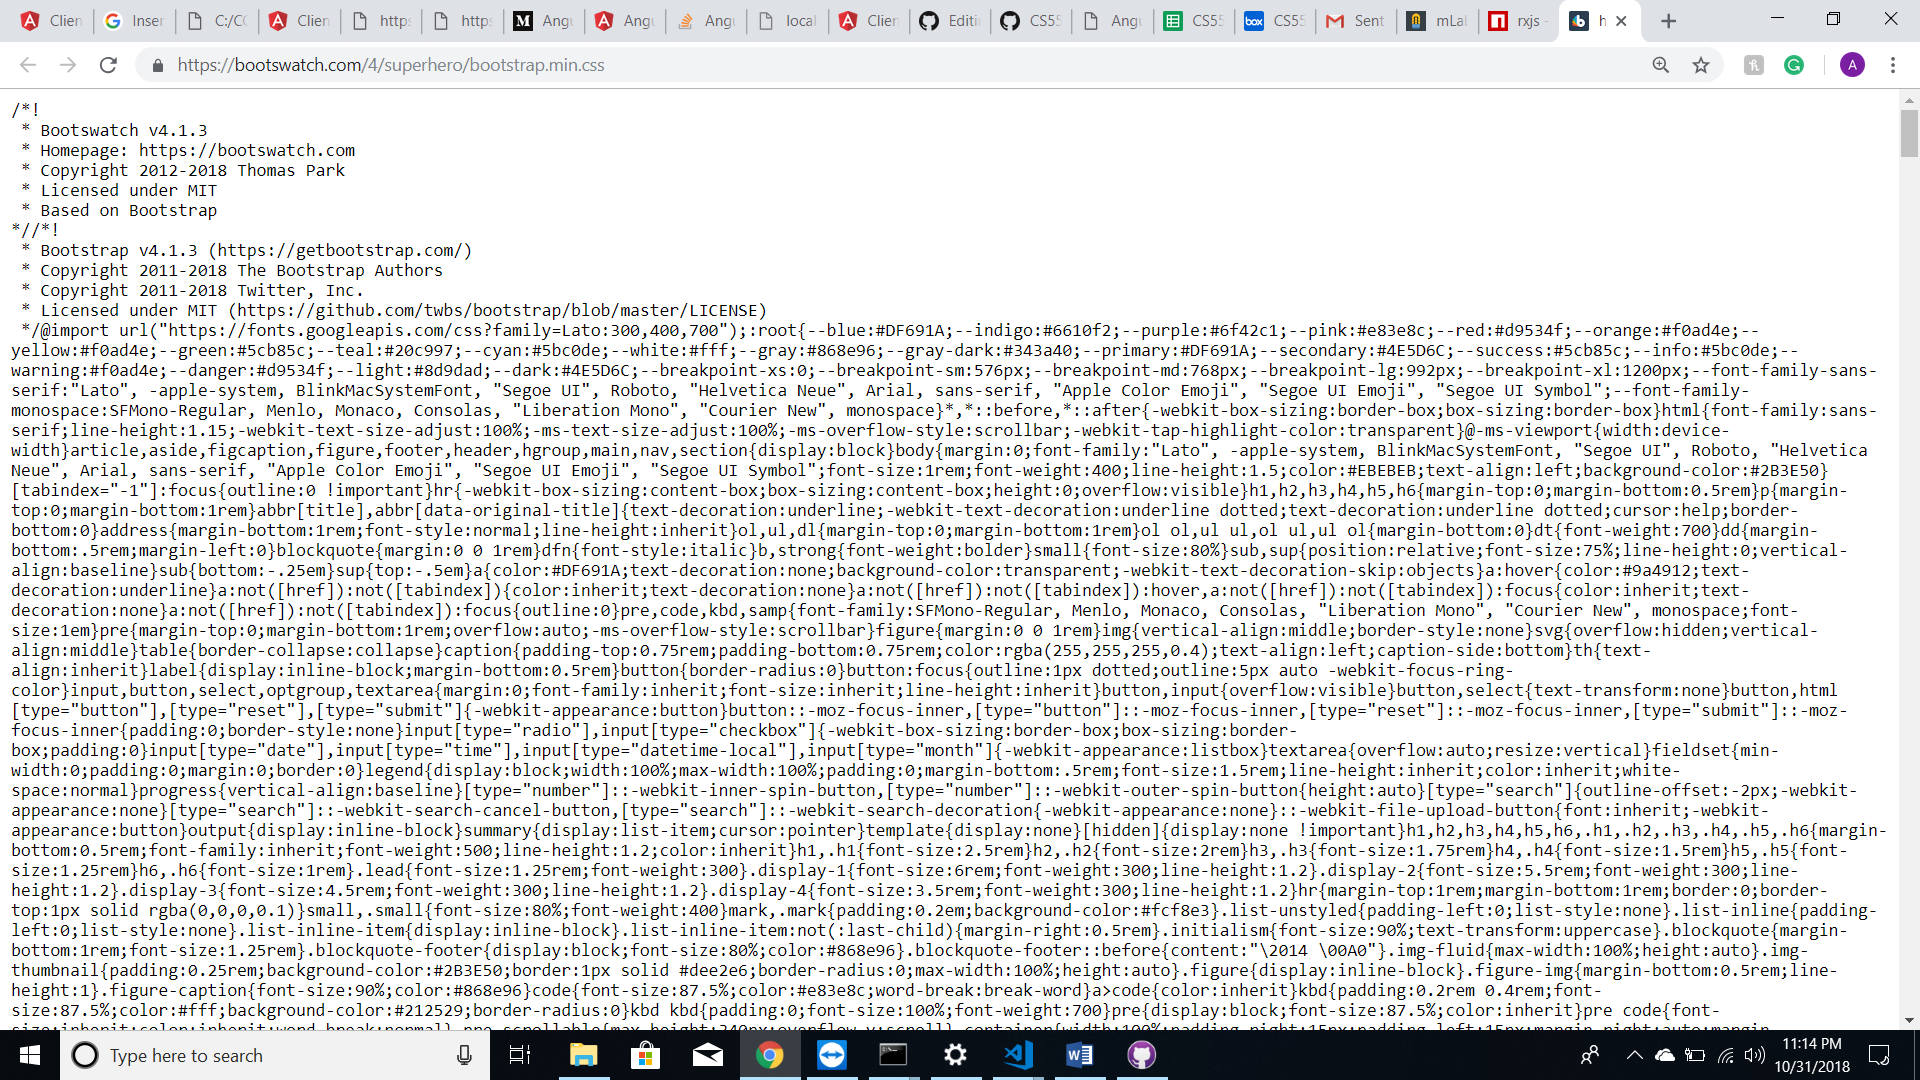 Clien
Inser
C:/CC
Clien
https
https
Angu
Angu
Angu
local
Clien
Editi
CS55
Angu
CS55
box
CS55
Sent
mLa
rxjs -
h
https://bootswatch.com/4/superhero/bootstrap.min.css
A
/*!
* Bootswatch v4.1.3
* Homepage: https://bootswatch.com
* Copyright 2012-2018 Thomas Park
* Licensed under MIT
* Based on Bootstrap
*//*!
* Bootstrap v4.1.3 (https://getbootstrap.com/)
* Copyright 2011-2018 The Bootstrap Authors
* Copyright 2011-2018 Twitter, Inc.
* Licensed under MIT (https://github.com/twbs/bootstrap/blob/master/LICENSE)
*/@import url("https://fonts.googleapis.com/css?family=Lato:300,400,700");:root{--blue:#DF691A;--indigo:#6610f2;--purple:#6f42c1;--pink:#e83e8c;--red:#d9534f;--orange:#f0ad4e;--
yellow:#f0ad4e;--green:#5cb85c;--teal:#20c997;--cyan:#5bc0de;--white:#fff;--gray:#868e96;--gray-dark:#343a40;--primary:#DF691A;--secondary:#4E5D6C;--success:#5cb85c;--info:#5bc0de;--
warning:#f0ad4e;--danger:#d9534f;--light:#8d9dad;--dark:#4E5D6C;--breakpoint-xs:0;--breakpoint-sm:576px;--breakpoint-md:768px;--breakpoint-lg:992px;--breakpoint-xl:1200px;--font-family-sans-
serif:"Lato", -apple-system, BlinkMacSystemFont, "Segoe UI", Roboto, "Helvetica Neue", Arial, sans-serif, "Apple Color Emoji", "Segoe UI Emoji", "Segoe UI Symbol";--font-family-
monospace:SFMono-Regular, Menlo, Monaco, Consolas, "Liberation Mono", "Courier New", monospace}*,*::before,*::after{-webkit-box-sizing:border-box;box-sizing:border-box}html{font-family:sans-
serif;line-height:1.15;-webkit-text-size-adjust:100%;-ms-text-size-adjust:100%;-ms-overflow-style:scrollbar;-webkit-tap-highlight-color:transparent}@-ms-viewport{width:device-
width}article,aside,figcaption,figure,footer,header,hgroup,main,nav,section{display:block}body{margin:0;font-family:"Lato", -apple-system, BlinkMacSystemFont, "Segoe UI", Roboto, "Helvetica
Neue", Arial, sans-serif, "Apple Color Emoji", "Segoe UI Emoji", "Segoe UI Symbol";font-size:1rem;font-weight:400;line-height:1.5;color:#EBEBEB;text-align:left;background-color:#2B3E50}
[tabindex="-1"]:focus{outline:0 !important}hr{-webkit-box-sizing:content-box;box-sizing:content-box;height:0;overflow:visible}h1,h2,h3,h4,h5,h6{margin-top:0;margin-bottom:0.5rem}p{margin-
top:0;margin-bottom:1rem}abbr[title],abbr[data-original-title]{text-decoration:underline;-webkit-text-decoration:underline dotted;text-decoration:underline dotted;cursor:help;border-
bottom:0}address{margin-bottom:1rem;font-style:normal;line-height:inherit}ol,ul,dl{margin-top:0;margin-bottom:1rem}ol ol,ul ul,ol ul,ul ol{margin-bottom:0}dt{font-weight:700}dd{margin-
bottom:.5rem;margin-left:0}blockquote{margin:0 0 1rem}dfn{font-style:italic}b,strong{font-weight:bolder}small{font-size:80%}sub,sup{position:relative;font-size:75%;line-height:0;vertical-
align:baseline}sub{bottom:-.25em}sup{top:-.5em}a{color:#DF691A;text-decoration:none;background-color:transparent;-webkit-text-decoration-skip:objects}a:hover{color:#9a4912;text-
decoration:underline}a:not([href]):not([tabindex]){color:inherit;text-decoration:none}a:not([href]):not([tabindex]):hover,a:not([href]):not([tabindex]):focus{color:inherit;text-
decoration:none}a:not([href]):not([tabindex]):focus{outline:0}pre,code,kbd,samp{font-family:SFMono-Regular, Menlo, Monaco, Consolas, "Liberation Mono", "Courier New", monospace;font-
size:1em}pre{margin-top:0;margin-bottom:1rem;overflow:auto;-ms-overflow-style:scrollbar}figure{margin:0 0 1rem}img{vertical-align:middle;border-style:none}svg{overflow:hidden;vertical-
align:middle}table{border-collapse:collapse}caption{padding-top:0.75rem;padding-bottom:0.75rem;color:rgba(255,255,255,0.4);text-align:left;caption-side:bottom}th{text-
align:inherit}label{display:inline-block;margin-bottom:0.5rem}button{border-radius:0}button:focus{outline:1px dotted;outline:5px auto -webkit-focus-ring-
color}input,button,select,optgroup,textarea{margin:0;font-family:inherit;font-size:inherit;line-height:inherit}button,input{overflow:visible}button,select{text-transform:none}button,html
[type="button"],[type="reset"],[type="submit"]{-webkit-appearance:button}button::-moz-focus-inner,[type="button"]::-moz-focus-inner,[type="reset"]::-moz-focus-inner,[type="submit"]::-moz-
focus-inner{padding:0;border-style:none}input[type="radio"],input[type="checkbox"]{-webkit-box-sizing:border-box;box-sizing:border-
box;padding:0}input[type="date"],input[type="time"],input[type="datetime-local"],input[type="month"]{-webkit-appearance:listbox}textarea{overflow:auto;resize:vertical}fieldset{min-
width:0;padding:0;margin:0;border:0}legend{display:block;width:100%;max-width:100%;padding:0;margin-bottom:.5rem;font-size:1.5rem;line-height:inherit;color:inherit;white-
space:normal}progress{vertical-align:baseline}[type="number"]::-webkit-inner-spin-button,[type="number"]::-webkit-outer-spin-button{height:auto}[type="search"]{outline-offset:-2px;-webkit-
appearance:none}[type="search"]::-webkit-search-cancel-button,[type="search"]::-webkit-search-decoration{-webkit-appearance:none}::-webkit-file-upload-button{font:inherit;-webkit-
appearance:button}output{display:inline-block}summary{display:list-item;cursor:pointer}template{display:none}[hidden]{display:none !important}h1,h2,h3,h4,h5,h6,.h1,.h2,.h3,.h4,.h5,.h6{margin-
bottom:0.5rem;font-family:inherit;font-weight:500;line-height:1.2;color:inherit}h1,.h1{font-size:2.5rem}h2,.h2{font-size:2rem}h3,.h3{font-size:1.75rem}h4,.h4{font-size:1.5rem}h5,.h5{font-
size:1.25rem}h6,.h6{font-size:1rem}.lead{font-size:1.25rem;font-weight:300}.display-1{font-size:6rem;font-weight:300;line-height:1.2}.display-2{font-size:5.5rem;font-weight:300;line-
height:1.2}.display-3{font-size:4.5rem;font-weight:300;line-height:1.2}.display-4{font-size:3.5rem;font-weight:300;line-height:1.2}hr{margin-top:1rem;margin-bottom:1rem;border:0;border-
top:1px solid rgba(0,0,0,0.1)}small,.small{font-size:80%;font-weight:400}mark,.mark{padding:0.2em;background-color:#fcf8e3}.list-unstyled{padding-left:0;list-style:none}.list-inline{padding-
left:0;list-style:none}.list-inline-item{display:inline-block}.list-inline-item:not(:last-child){margin-right:0.5rem}.initialism{font-size:90%;text-transform:uppercase}.blockquote{margin-
bottom:1rem;font-size:1.25rem}.blockquote-footer{display:block;font-size:80%;color:#868e96}.blockquote-footer::before{content:"\2014 \00A0"}.img-fluid{max-width:100%;height:auto}.img-
thumbnail{padding:0.25rem;background-color:#2B3E50;border:1px solid #dee2e6;border-radius:0;max-width:100%;height:auto}.figure{display:inline-block}.figure-img{margin-bottom:0.5rem;line-
height:1}.figure-caption{font-size:90%;color:#868e96}code{font-size:87.5%;color:#e83e8c;word-break:break-word}a>code{color:inherit}kbd{padding:0.2rem 0.4rem;font-
size:87.5%;color:#fff;background-color:#212529;border-radius:0}kbd kbd{padding:0;font-size:100%;font-weight:700}pre{display:block;font-size:87.5%;color:inherit}pre code{font-
size:inherit;color:inherit;word-break:normal}.pre-scrollable{max-height:340px;overflow-y:scroll}.container{width:100%;padding-right:15px;padding-left:15px;margin-right:auto;margin-
Type here to search
11:14 PM
10/31/2018